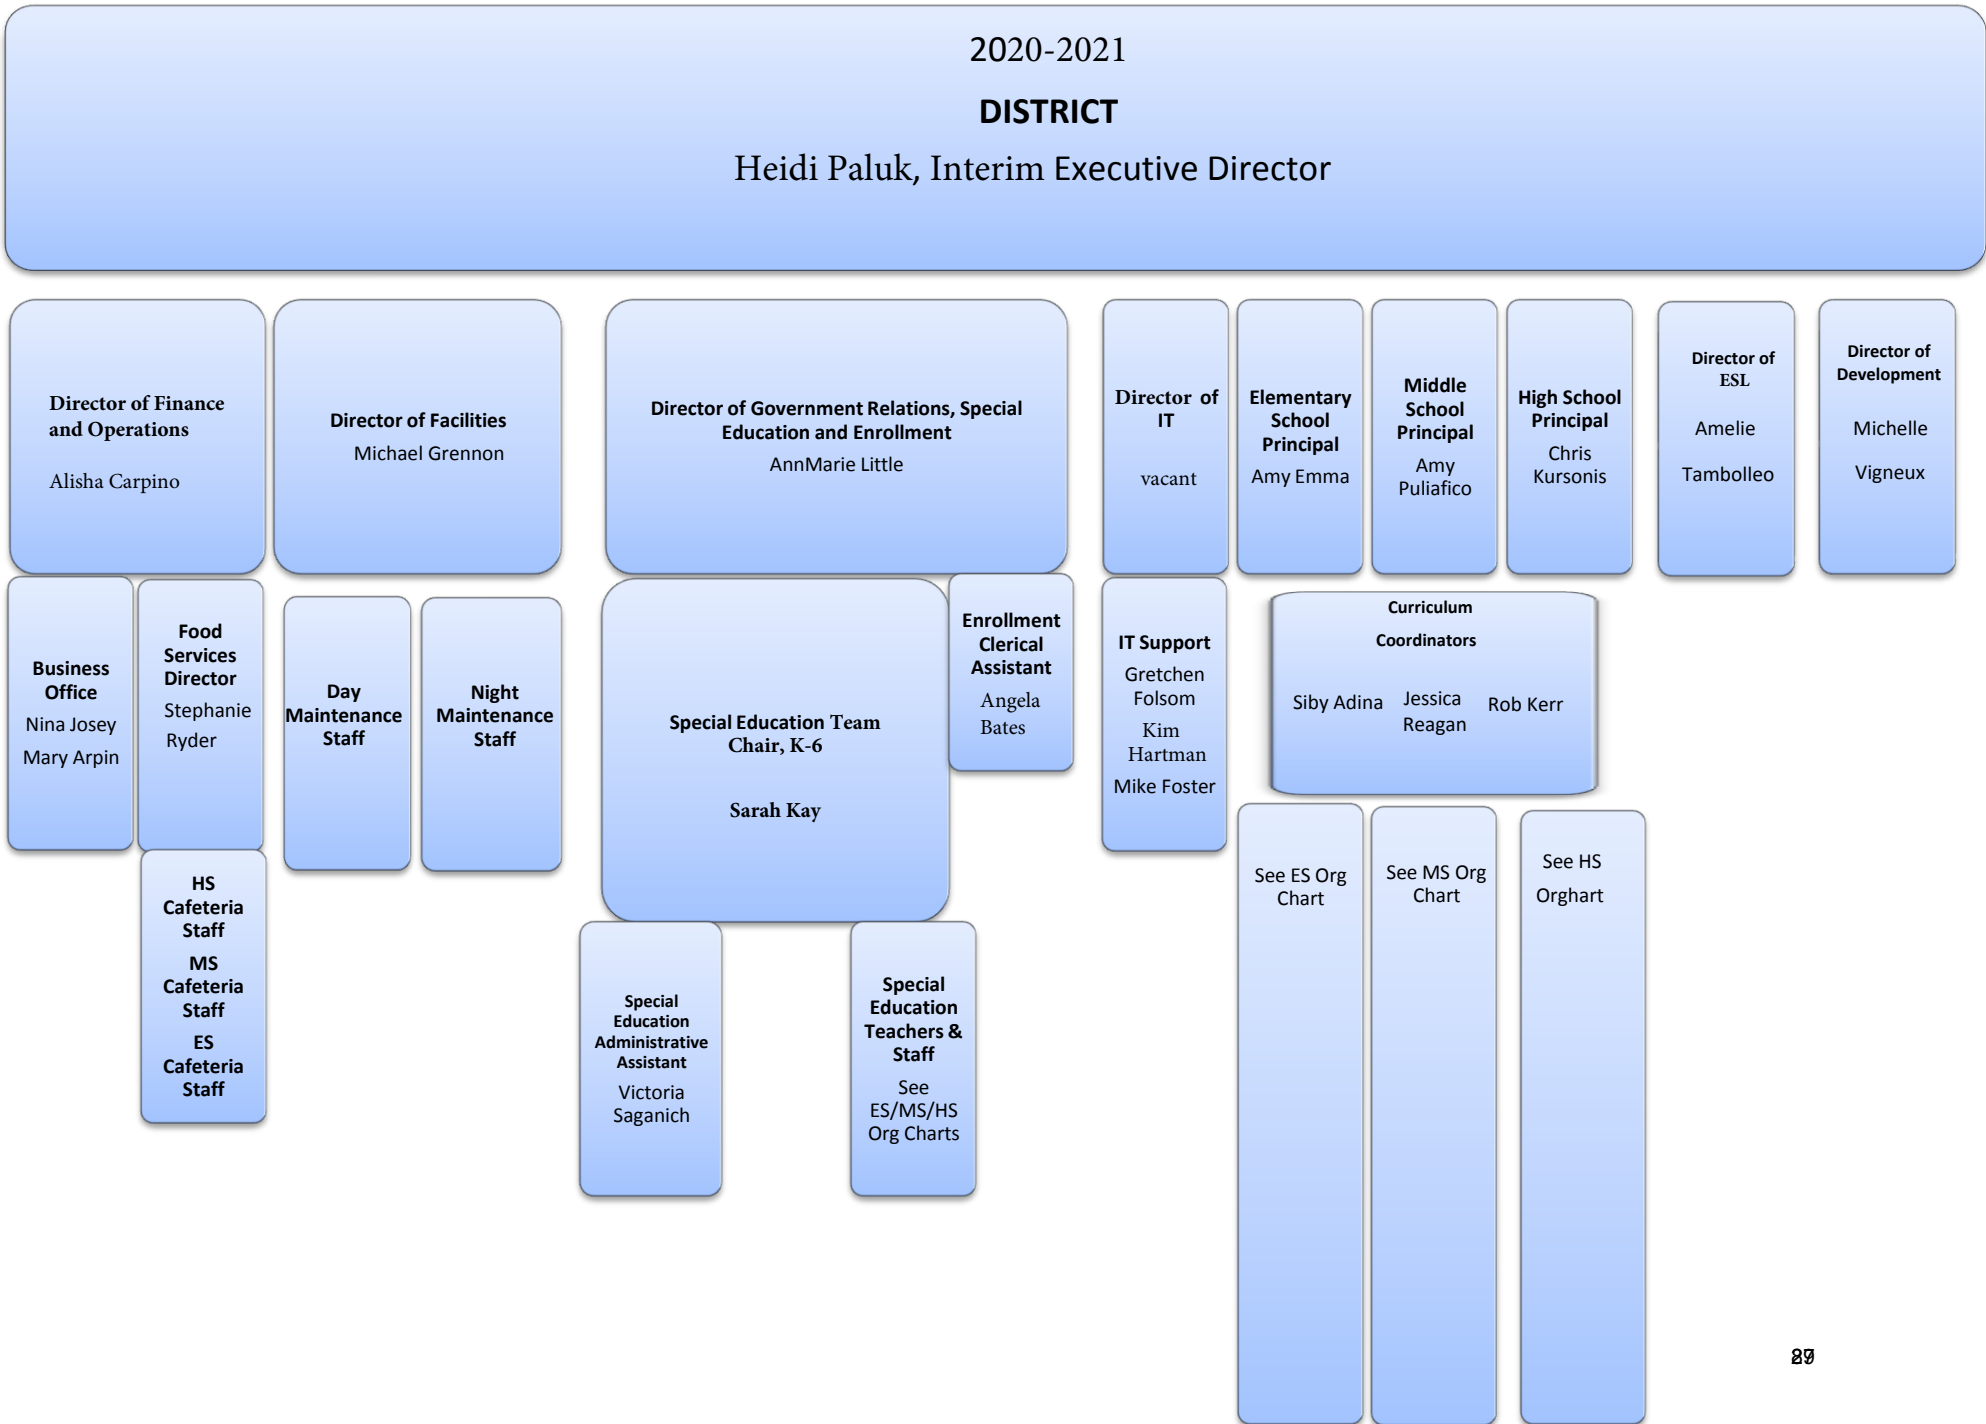 2020-2021
DISTRICT
Heidi Paluk, Interim Executive Director
Director of Finance
and Operations
Alisha Carpino
Director of Facilities
Michael Grennon
Director of Government Relations, Special
Education and Enrollment
AnnMarie Little
Director of
IT
vacant
Elementary
School
Principal
Amy Emma
Middle
School
Principal
Amy
Puliafico
High School
Principal
Chris
Kursonis
Director of
ESL
Amelie
Tambolleo
Director of
Development
Michelle
Vigneux
Business
Office
Nina Josey
Mary Arpin
Food
Services
Director
Stephanie
Ryder
HS
Cafeteria
Staff
MS
Cafeteria
Staff
ES
Cafeteria
Staff
Day
Maintenance
Staff
Night
Maintenance
Staff
Special Education Team
Chair, K-6
Sarah Kay
Enrollment
Clerical
Assistant
Angela
Bates
Special
Education
Administrative
Assistant
Victoria
Saganich
Special
Education
Teachers &
Staff
See
ES/MS/HS
Org Charts
IT Support
Gretchen
Folsom
Kim
Hartman
Mike Foster
Curriculum
Coordinators
Siby Adina
Jessica
Reagan
Rob Kerr
See ES Org
Chart
See MS Org
Chart
See HS
Orghart